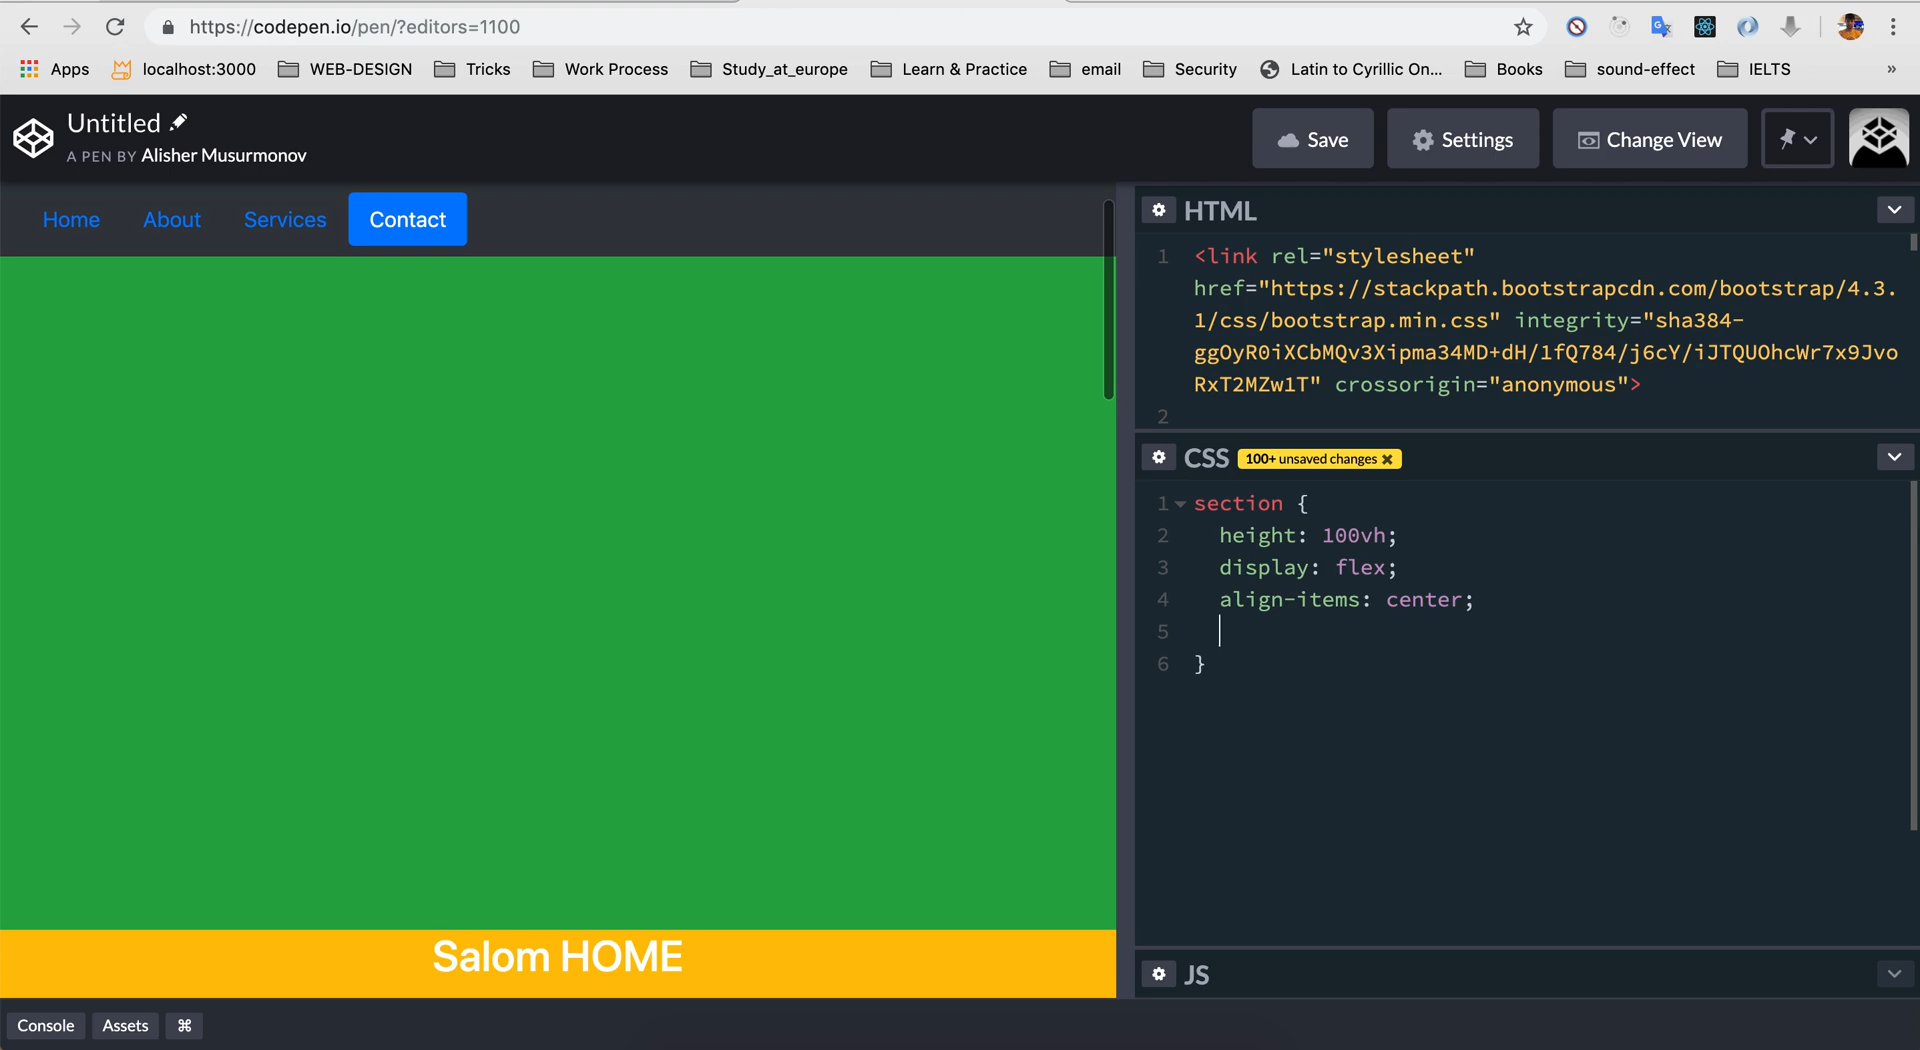 https://codepen.io/pen/?editors=1100
Apps localhost:3000 WEB-DESIGN Tricks Work Process Study_at_europe Learn & Practice email Security Latin to Cyrillic On... Books sound-effect IELTS »
Untitled
A PEN BY Alisher Musurmonov
Save Settings Change View
Home About Services Contact
HTML
1 <link rel="stylesheet"
href="https://stackpath.bootstrapcdn.com/bootstrap/4.3.
1/css/bootstrap.min.css" integrity="sha384-
ggOyR0iXCbMQv3Xipma34MD+dH/1fQ784/j6cY/iJTQUOhcWr7x9Jvo
RxT2MZw1T" crossorigin="anonymous">
2
CSS 100+ unsaved changes ×
1 section {
2 height: 100vh;
3 display: flex;
4 align-items: center;
5
6 }
Salom HOME
JS
Console Assets ⌘